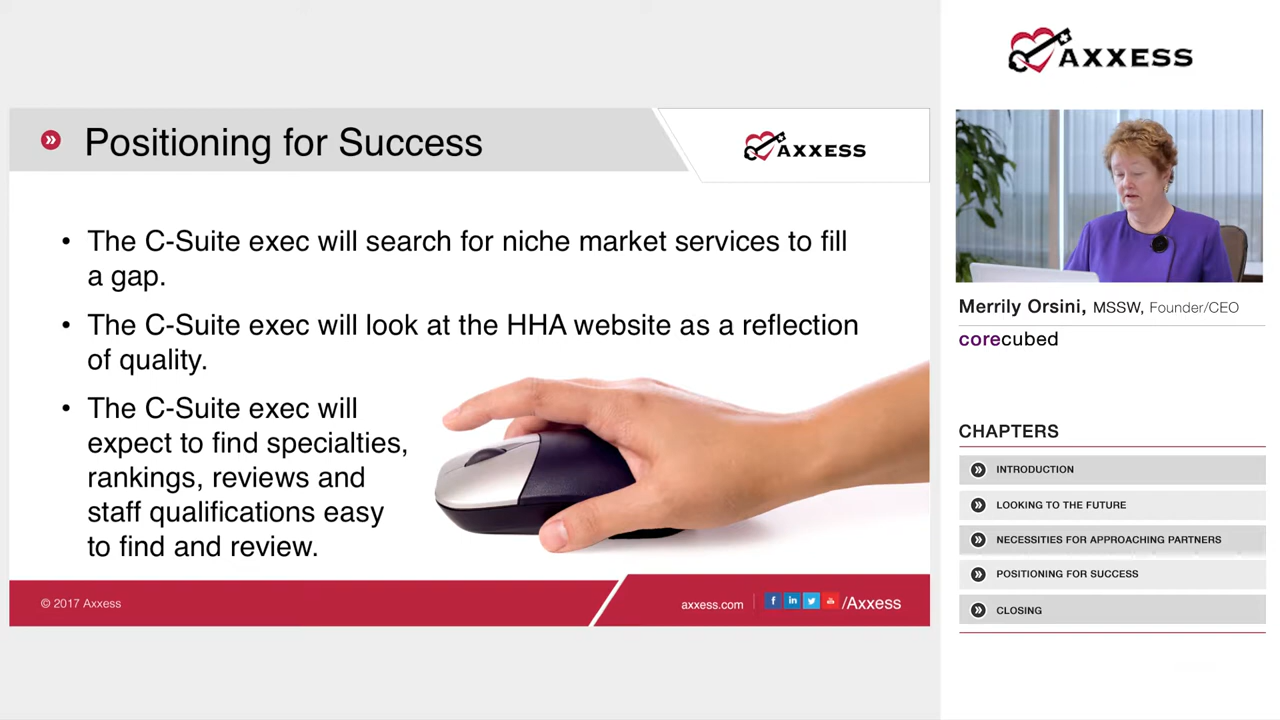 Positioning for Success
AXXESS
• The C-Suite exec will search for niche market services to fill
a gap.
• The C-Suite exec will look at the HHA website as a reflection
of quality.
• The C-Suite exec will
expect to find specialties,
rankings, reviews and
staff qualifications easy
to find and review.
© 2017 Axxess
axxess.com
/Axxess
AXXESS
Merrily Orsini, MSSW, Founder/CEO
corecubed
CHAPTERS
INTRODUCTION
LOOKING TO THE FUTURE
NECESSITIES FOR APPROACHING PARTNERS
POSITIONING FOR SUCCESS
CLOSING